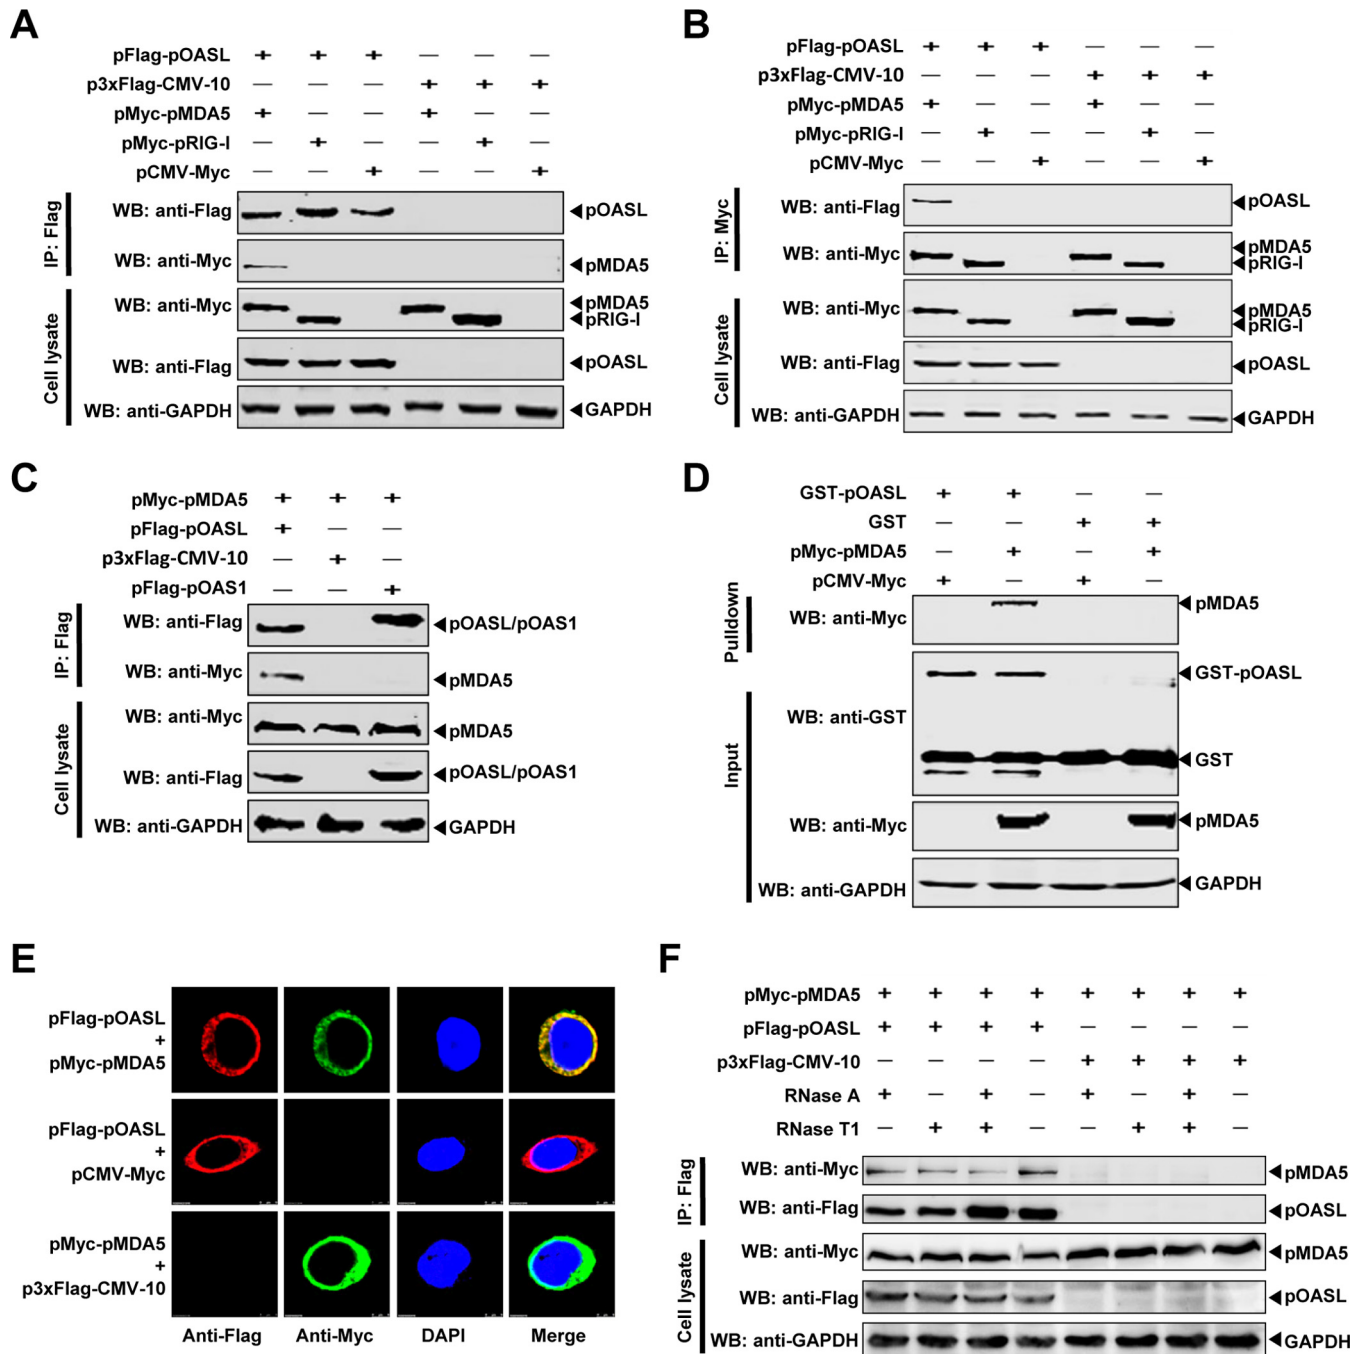 A
pFlag-pOASL + + + — — —
p3xFlag-CMV-10 — — — + + +
pMyc-pMDA5 + — — + — —
pMyc-pRIG-I — + — — + —
pCMV-Myc — — + — — +
IP: Flag
WB: anti-Flag pOASL
WB: anti-Myc pMDA5
Cell lysate
WB: anti-Myc pMDA5
pRIG-I
WB: anti-Flag pOASL
WB: anti-GAPDH GAPDH
B
pFlag-pOASL + + + — — —
p3xFlag-CMV-10 — — — + + +
pMyc-pMDA5 + — — + — —
pMyc-pRIG-I — + — — + —
pCMV-Myc — — + — — +
IP: Myc
WB: anti-Flag pOASL
WB: anti-Myc pMDA5
pRIG-I
Cell lysate
WB: anti-Myc pMDA5
pRIG-I
WB: anti-Flag pOASL
WB: anti-GAPDH GAPDH
C
pMyc-pMDA5 + + +
pFlag-pOASL + — —
p3xFlag-CMV-10 — + —
pFlag-pOAS1 — — +
IP: Flag
WB: anti-Flag pOASL/pOAS1
WB: anti-Myc pMDA5
Cell lysate
WB: anti-Myc pMDA5
WB: anti-Flag pOASL/pOAS1
WB: anti-GAPDH GAPDH
D
GST-pOASL + + — —
GST — — + +
pMyc-pMDA5 — + — +
pCMV-Myc + — + —
Pulldown
WB: anti-Myc pMDA5
Input
GST-pOASL
WB: anti-GST
GST
WB: anti-Myc pMDA5
WB: anti-GAPDH GAPDH
E
pFlag-pOASL
+
pMyc-pMDA5
pFlag-pOASL
+
pCMV-Myc
pMyc-pMDA5
+
p3xFlag-CMV-10
Anti-Flag Anti-Myc DAPI Merge
F
pMyc-pMDA5 + + + + + + + +
pFlag-pOASL + + + + — — — —
p3xFlag-CMV-10 — — — — + + + +
RNase A + — + — + — + —
RNase T1 — + + — — + + —
IP: Flag
WB: anti-Myc pMDA5
WB: anti-Flag pOASL
Cell lysate
WB: anti-Myc pMDA5
WB: anti-Flag pOASL
WB: anti-GAPDH GAPDH